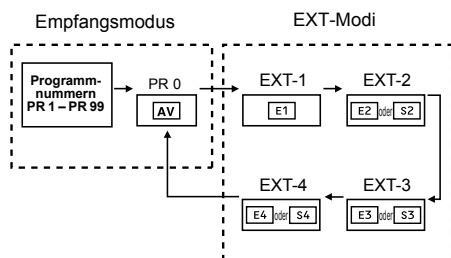 Empfangsmodus
EXT-Modi
Programm-
nummern
PR 1 – PR 99
PR 0
AV
EXT-1
E1
EXT-2
E2 oder S2
EXT-4
E4 oder S4
EXT-3
E3 oder S3